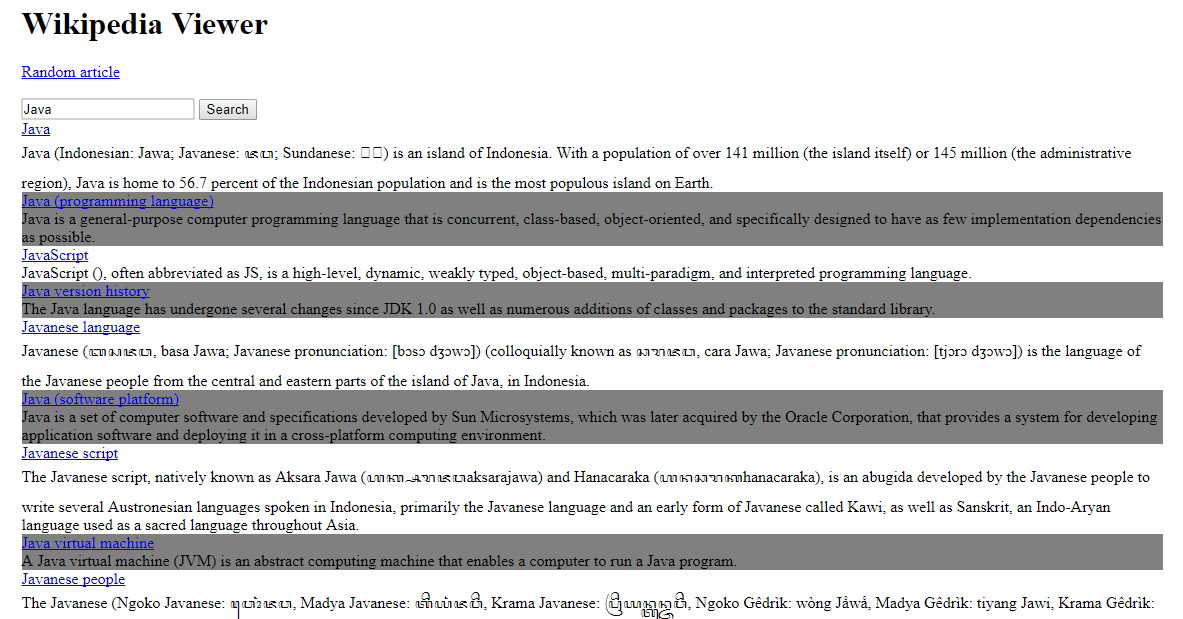 Wikipedia Viewer
Random article
Java Search
Java
Java (Indonesian: Jawa; Javanese: ꦗꦮ; Sundanese: ) is an island of Indonesia. With a population of over 141 million (the island itself) or 145 million (the administrative
region), Java is home to 56.7 percent of the Indonesian population and is the most populous island on Earth.
Java (programming language)
Java is a general-purpose computer programming language that is concurrent, class-based, object-oriented, and specifically designed to have as few implementation dependencies
as possible.
JavaScript
JavaScript (), often abbreviated as JS, is a high-level, dynamic, weakly typed, object-based, multi-paradigm, and interpreted programming language.
Java version history
The Java language has undergone several changes since JDK 1.0 as well as numerous additions of classes and packages to the standard library.
Javanese language
Javanese (ꦧꦱꦗꦮ, basa Jawa; Javanese pronunciation: [bɔsɔ dʒɔwɔ]) (colloquially known as ꦕꦫꦗꦮ, cara Jawa; Javanese pronunciation: [tjɔrɔ dʒɔwɔ]) is the language of
the Javanese people from the central and eastern parts of the island of Java, in Indonesia.
Java (software platform)
Java is a set of computer software and specifications developed by Sun Microsystems, which was later acquired by the Oracle Corporation, that provides a system for developing
application software and deploying it in a cross-platform computing environment.
Javanese script
The Javanese script, natively known as Aksara Jawa (aksarajawa) and Hanacaraka (ꦲꦤꦕꦫꦏhanacaraka), is an abugida developed by the Javanese people to
write several Austronesian languages spoken in Indonesia, primarily the Javanese language and an early form of Javanese called Kawi, as well as Sanskrit, an Indo-Aryan
language used as a sacred language throughout Asia.
Java virtual machine
A Java virtual machine (JVM) is an abstract computing machine that enables a computer to run a Java program.
Javanese people
The Javanese (Ngoko Javanese: , Madya Javanese: , Krama Javanese: , Ngoko Gêdrìk: wòng Jåwå, Madya Gêdrìk: tiyang Jawi, Krama Gêdrìk: